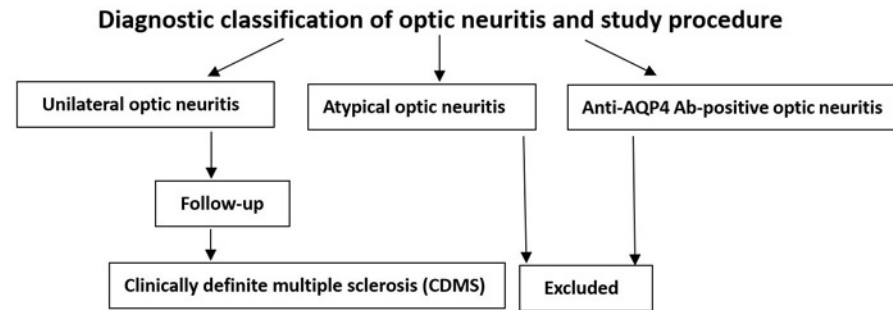 Diagnostic classification of optic neuritis and study procedure
Unilateral optic neuritis
Atypical optic neuritis
Anti-AQP4 Ab-positive optic neuritis
Follow-up
Clinically definite multiple sclerosis (CDMS)
Excluded